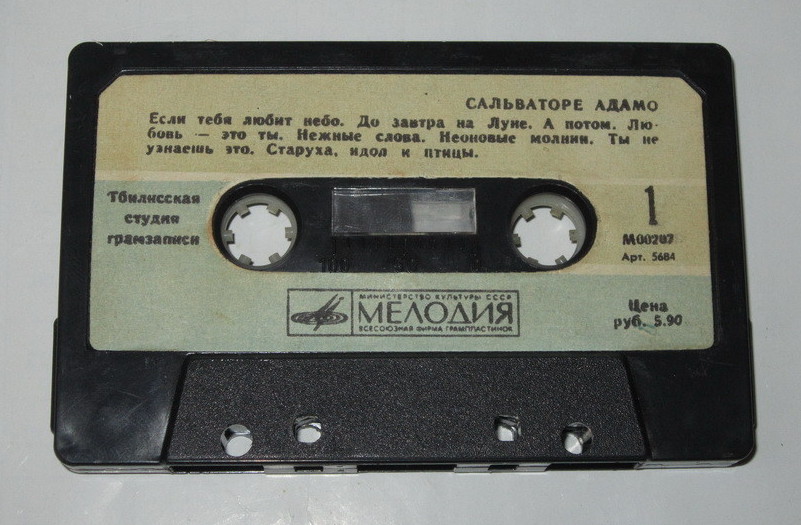 САЛЬВАТОРЕ АДАМО
Если тебя любит небо. До завтра на Луне. А потом. Лю-
бовь — это ты. Нежные слова. Неоновые молнии. Ты не
узнаешь это. Старуха, идол и птицы.
Тбилисская
студия
грамзаписи
1
М00207
Арт. 5684
МИНИСТЕРСТВО КУЛЬТУРЫ СССР
МЕЛОДИЯ
ВСЕСОЮЗНАЯ ФИРМА ГРАМПЛАСТИНОК
Цена
руб. 5.90